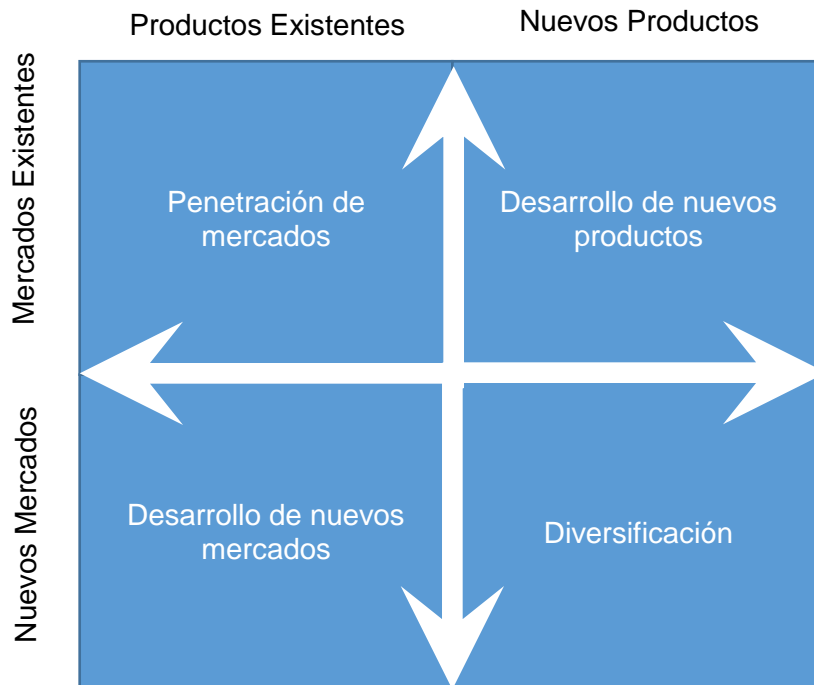 Productos Existentes
Nuevos Productos
Mercados Existentes
Penetración de
mercados
Desarrollo de nuevos
productos
Nuevos Mercados
Desarrollo de nuevos
mercados
Diversificación